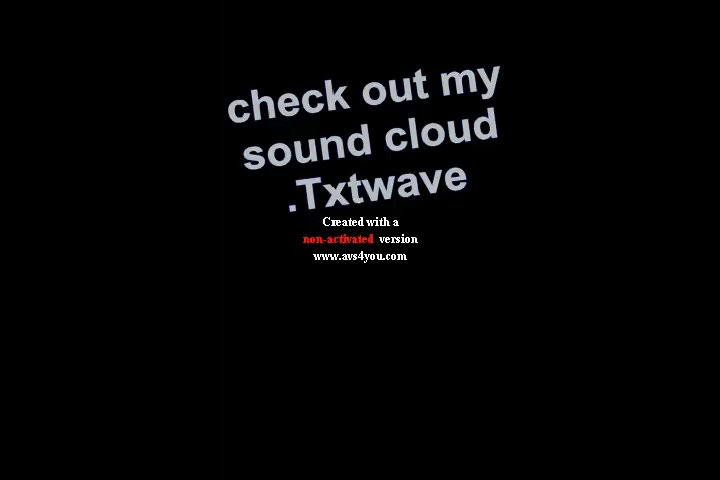 check out my
sound cloud
.Txtwave
Created with a
non-activated version
www.avs4you.com